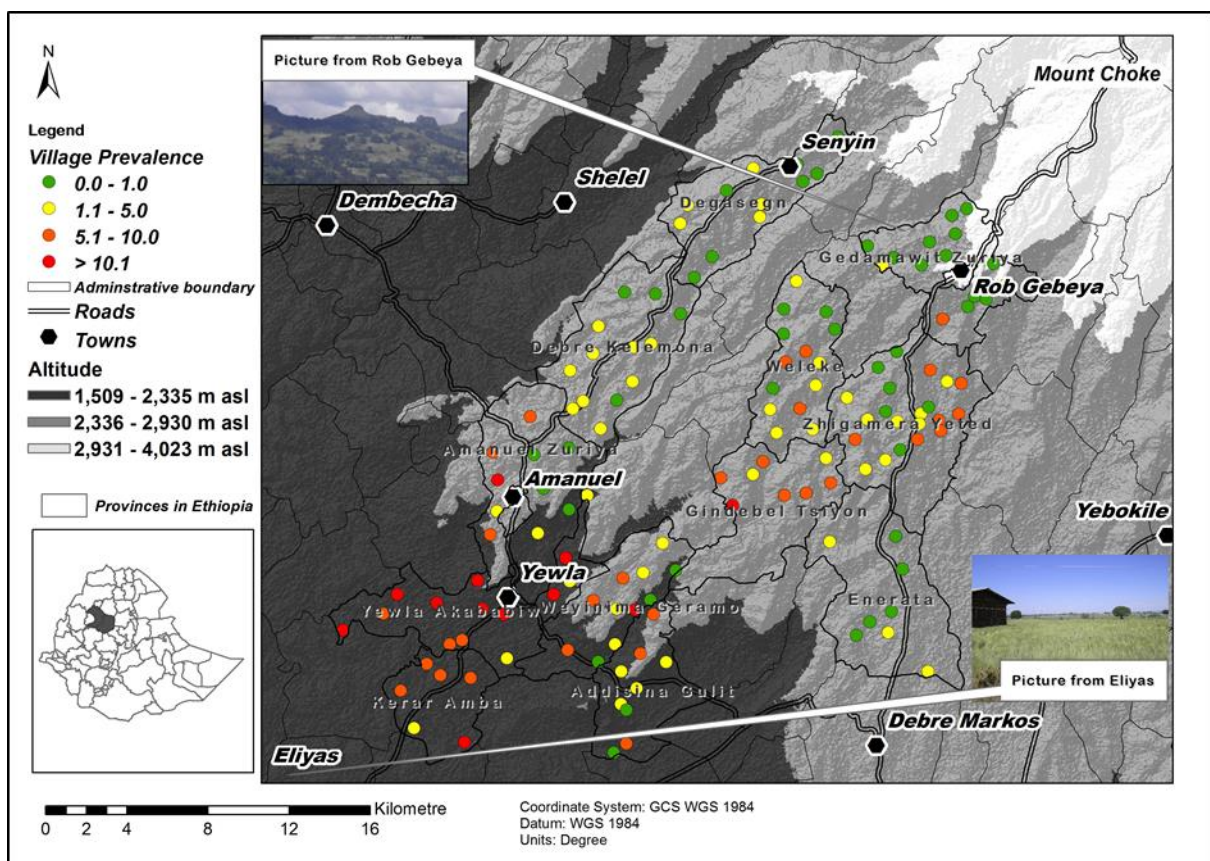 N
Legend
Village Prevalence
0.0 - 1.0
1.1 - 5.0
5.1 - 10.0
> 10.1
Adminstrative boundary
Roads
Towns
Altitude
1,509 - 2,335 m asl
2,336 - 2,930 m asl
2,931 - 4,023 m asl
Provinces in Ethiopia
Picture from Rob Gebeya
Mount Choke
Senyin
Shelel
Dembecha
Degasegn
Gedamawit Zuriya
Rob Gebeya
Debre Kelemona
Weleke
Zhigamera Yeted
Amanuel Zuriya
Amanuel
Gindebel Tsiyon
Yebokile
Yewla
Yewla Akababiw
Weyinima Geramo
Enerata
Addisina Gulit
Kerar Amba
Picture from Eliyas
Debre Markos
Eliyas
Kilometre
0 2 4 8 12 16
Coordinate System: GCS WGS 1984
Datum: WGS 1984
Units: Degree